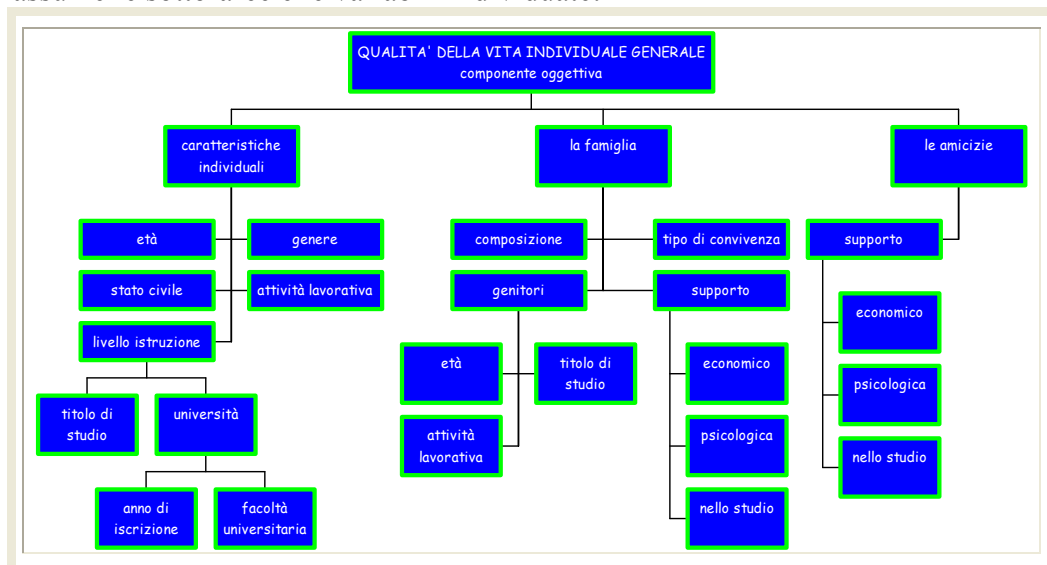 QUALITA' DELLA VITA INDIVIDUALE GENERALE
componente oggettiva
caratteristiche
individuali
la famiglia
le amicizie
età
genere
composizione
tipo di convivenza
supporto
stato civile
attività lavorativa
genitori
supporto
economico
livello istruzione
età
titolo di
studio
economico
psicologica
titolo di
studio
università
attività
lavorativa
psicologica
nello studio
anno di
iscrizione
facoltà
universitaria
nello studio